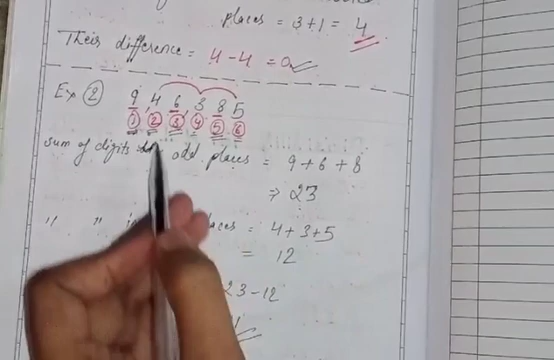 places = 3+1 = 4
Their difference = 4-4 = 0
Ex 2 9,4 6,3 8 5
1 2 3 4 5 6
sum of digits odd places = 9+6+8
⇒ 23
" " places = 4+3+5
= 12
23-12